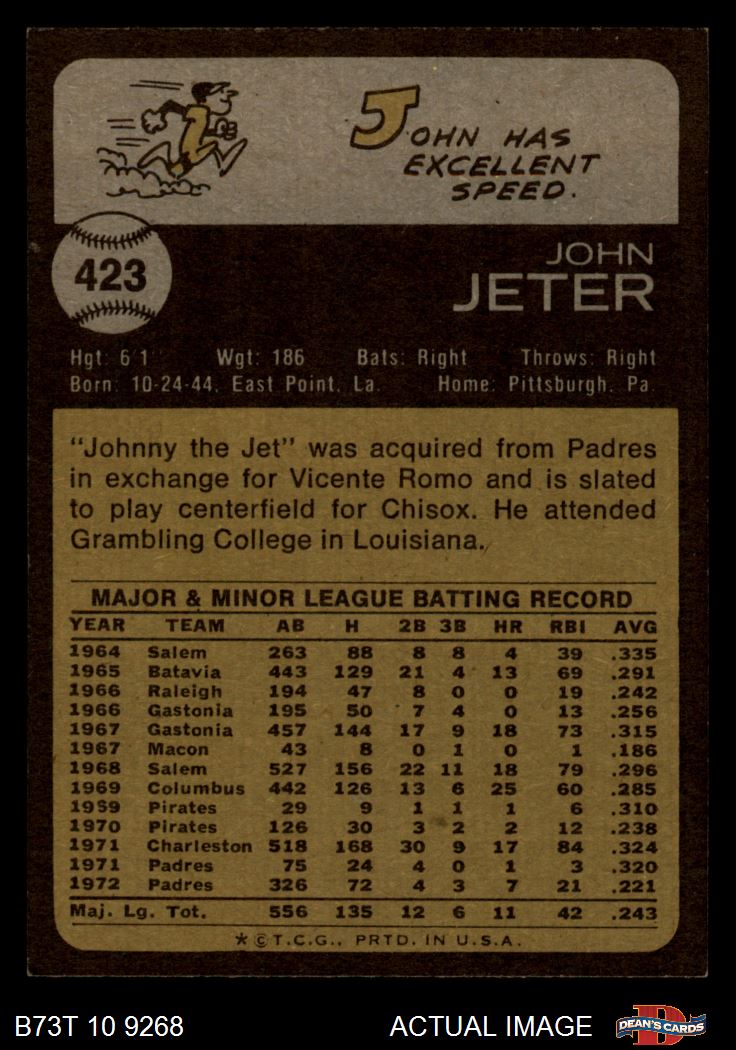 JOHN HAS
EXCELLENT
SPEED.
423
JOHN
JETER
Hgt: 6'1" Wgt: 186 Bats: Right Throws: Right
Born: 10-24-44, East Point, La. Home: Pittsburgh, Pa.
"Johnny the Jet" was acquired from Padres
in exchange for Vicente Romo and is slated
to play centerfield for Chisox. He attended
Grambling College in Louisiana.
MAJOR & MINOR LEAGUE BATTING RECORD
YEAR TEAM AB H 2B 3B HR RBI AVG
1964 Salem 263 88 8 8 4 39 .335
1965 Batavia 443 129 21 4 13 69 .291
1966 Raleigh 194 47 8 0 0 19 .242
1966 Gastonia 195 50 7 4 0 13 .256
1967 Gastonia 457 144 17 9 18 73 .315
1967 Macon 43 8 0 1 0 1 .186
1968 Salem 527 156 22 11 18 79 .296
1969 Columbus 442 126 13 6 25 60 .285
1969 Pirates 29 9 1 1 1 6 .310
1970 Pirates 126 30 3 2 2 12 .238
1971 Charleston 518 168 30 9 17 84 .324
1971 Padres 75 24 4 0 1 3 .320
1972 Padres 326 72 4 3 7 21 .221
Maj. Lg. Tot. 556 135 12 6 11 42 .243
*©T.C.G., PRTD. IN U.S.A.
B73T 10 9268 ACTUAL IMAGE
D
DEAN'S CARDS